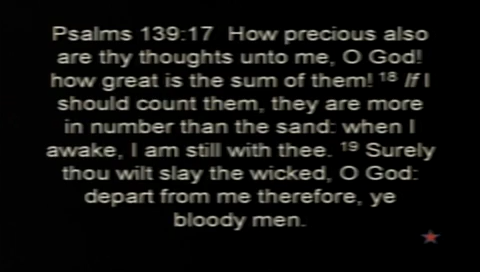 Psalms 139:17 How precious also
are thy thoughts unto me, O God!
how great is the sum of them! 18 If I
should count them, they are more
in number than the sand: when I
awake, I am still with thee. 19 Surely
thou wilt slay the wicked, O God:
depart from me therefore, ye
bloody men.